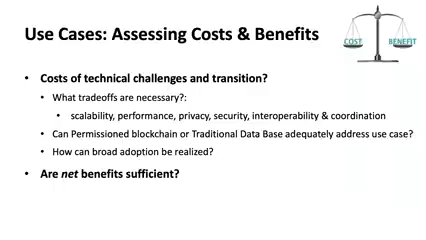 Use Cases: Assessing Costs & Benefits
COST
BENEFIT
• Costs of technical challenges and transition?
• What tradeoffs are necessary?:
• scalability, performance, privacy, security, interoperability & coordination
• Can Permissioned blockchain or Traditional Data Base adequately address use case?
• How can broad adoption be realized?
• Are net benefits sufficient?